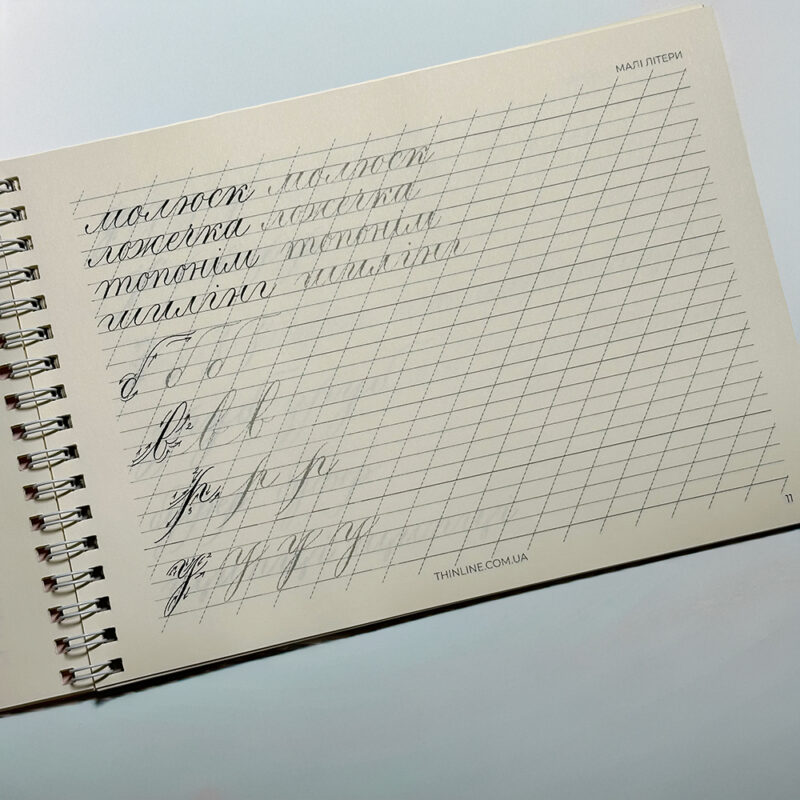 МАЛІ ЛІТЕРИ
молюск молюск
ложечка ложечка
топонім топонім
шилінг шилінг
б б б
в в в
р р р
у у у у
THINLINE.COM.UA
11